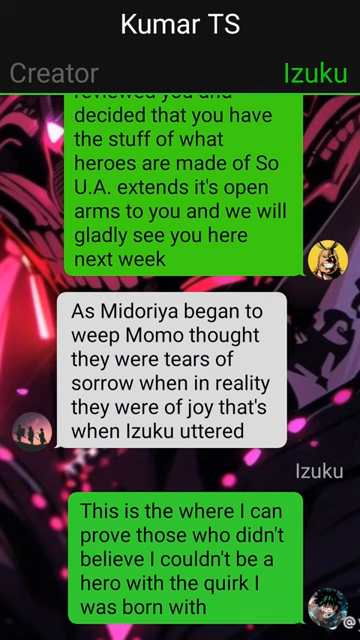 Kumar TS
Creator
Izuku
reviewed you and
decided that you have
the stuff of what
heroes are made of So
U.A. extends it's open
arms to you and we will
gladly see you here
next week
As Midoriya began to
weep Momo thought
they were tears of
sorrow when in reality
they were of joy that's
when Izuku uttered
Izuku
This is the where I can
prove those who didn't
believe I couldn't be a
hero with the quirk I
was born with
@